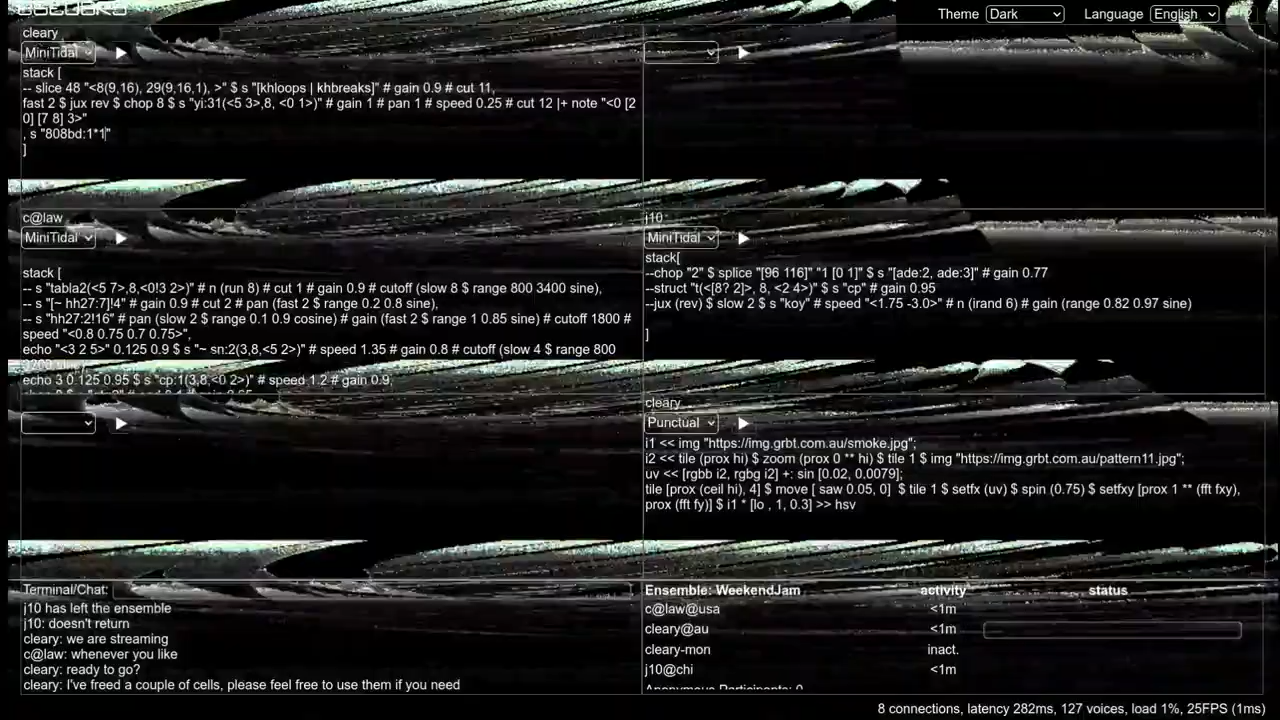 Theme Dark Language English
cleary
MiniTidal
stack [
-- slice 48 "<8(9,16), 29(9,16,1), >" $ s "[khloops | khbreaks]" # gain 0.9 # cut 11,
fast 2 $ jux rev $ chop 8 $ s "yi:31(<5 3>,8, <0 1>)" # gain 1 # pan 1 # speed 0.25 # cut 12 |+ note "<0 [2
0] [7 8] 3>"
, s "808bd:1*1"
]
c@law
MiniTidal
stack [
-- s "tabla2(<5 7>,8,<0!3 2>)" # n (run 8) # cut 1 # gain 0.9 # cutoff (slow 8 $ range 800 3400 sine),
-- s "[~ hh27:7]!4" # gain 0.9 # cut 2 # pan (fast 2 $ range 0.2 0.8 sine),
-- s "hh27:2!16" # pan (slow 2 $ range 0.1 0.9 cosine) # gain (fast 2 $ range 1 0.85 sine) # cutoff 1800 #
speed "<0.8 0.75 0.7 0.75>",
echo "<3 2 5>" 0.125 0.9 $ s "~ sn:2(3,8,<5 2>)" # speed 1.35 # gain 0.8 # cutoff (slow 4 $ range 800
echo 3 0.125 0.95 $ s "cp:1(3,8,<0 2>)" # speed 1.2 # gain 0.9,
j10
MiniTidal
stack[
--chop "2" $ splice "[96 116]" "1 [0 1]" $ s "[ade:2, ade:3]" # gain 0.77
--struct "t(<[8? 2]>, 8, <2 4>)" $ s "cp" # gain 0.95
--jux (rev) $ slow 2 $ s "koy" # speed "<1.75 -3.0>" # n (irand 6) # gain (range 0.82 0.97 sine)
]
cleary
Punctual
i1 << img "https://img.grbt.com.au/smoke.jpg";
i2 << tile (prox hi) $ zoom (prox 0 ** hi) $ tile 1 $ img "https://img.grbt.com.au/pattern11.jpg";
uv << [rgbb i2, rgbg i2] +: sin [0.02, 0.0079];
tile [prox (ceil hi), 4] $ move [ saw 0.05, 0]  $ tile 1 $ setfx (uv) $ spin (0.75) $ setfxy [prox 1 ** (fft fxy),
prox (fft fy)] $ i1 * [lo , 1, 0.3] >> hsv
Terminal/Chat:
j10 has left the ensemble
j10: doesn't return
cleary: we are streaming
c@law: whenever you like
cleary: ready to go?
cleary: I've freed a couple of cells, please feel free to use them if you need
Ensemble: WeekendJam activity status
c@law@usa <1m
cleary@au <1m
cleary-mon inact.
j10@chi <1m
Anonymous Participants: 0
8 connections, latency 282ms, 127 voices, load 1%, 25FPS (1ms)